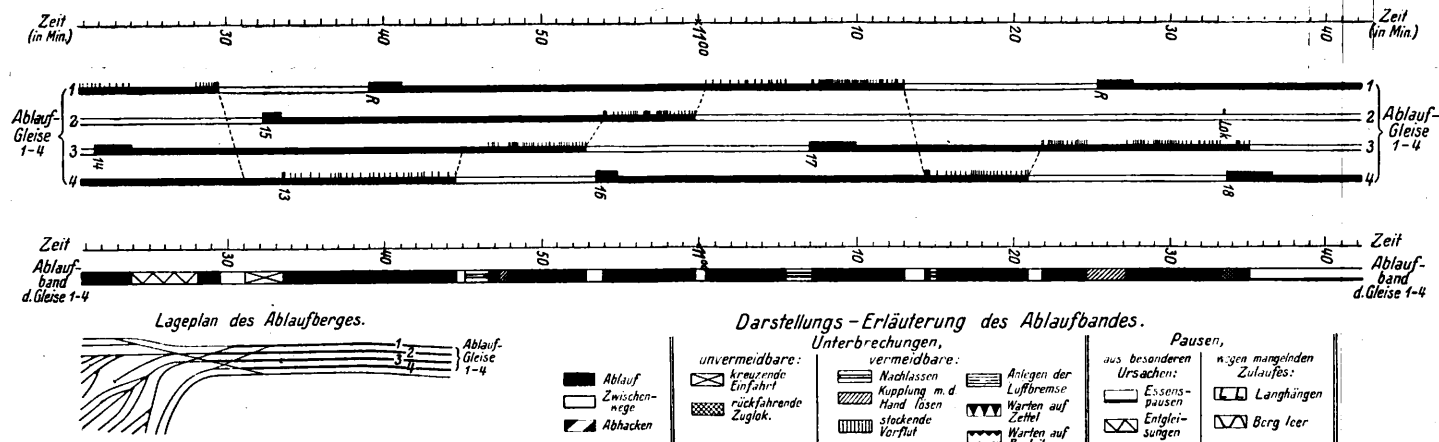 Zeit
(in Min.)
30 40 50 11⁰⁰ 10 20 30 40
Zeit
(in Min.)
Ablauf-
Gleise
1-4
1 R R 1
2 15 Lok 2
3 14 17 3
4 13 16 18 4
Ablauf-
Gleise
1-4
Zeit 30 40 50 11⁰⁰ 10 20 30 40 Zeit
Ablauf-
band
d. Gleise 1-4
Ablauf-
band
d. Gleise 1-4
Lageplan des Ablaufberges.
1
2
3
4
Ablauf-
Gleise
1-4
Darstellungs-Erläuterung des Ablaufbandes.
Ablauf
Zwischen-
wege
Abhacken
Unterbrechungen,
unvermeidbare:
kreuzende
Einfahrt
rückfahrende
Zuglok.
vermeidbare:
Nachlassen
Kupplung m.d.
Hand lösen
stockende
Vorflut
Anlegen der
Luftbremse
Warten auf
Zettel
Warten auf
Pausen,
aus besonderen
Ursachen:
Essens-
pausen
Entglei-
sungen
wegen mangelnden
Zulaufes:
Langhängen
Berg leer